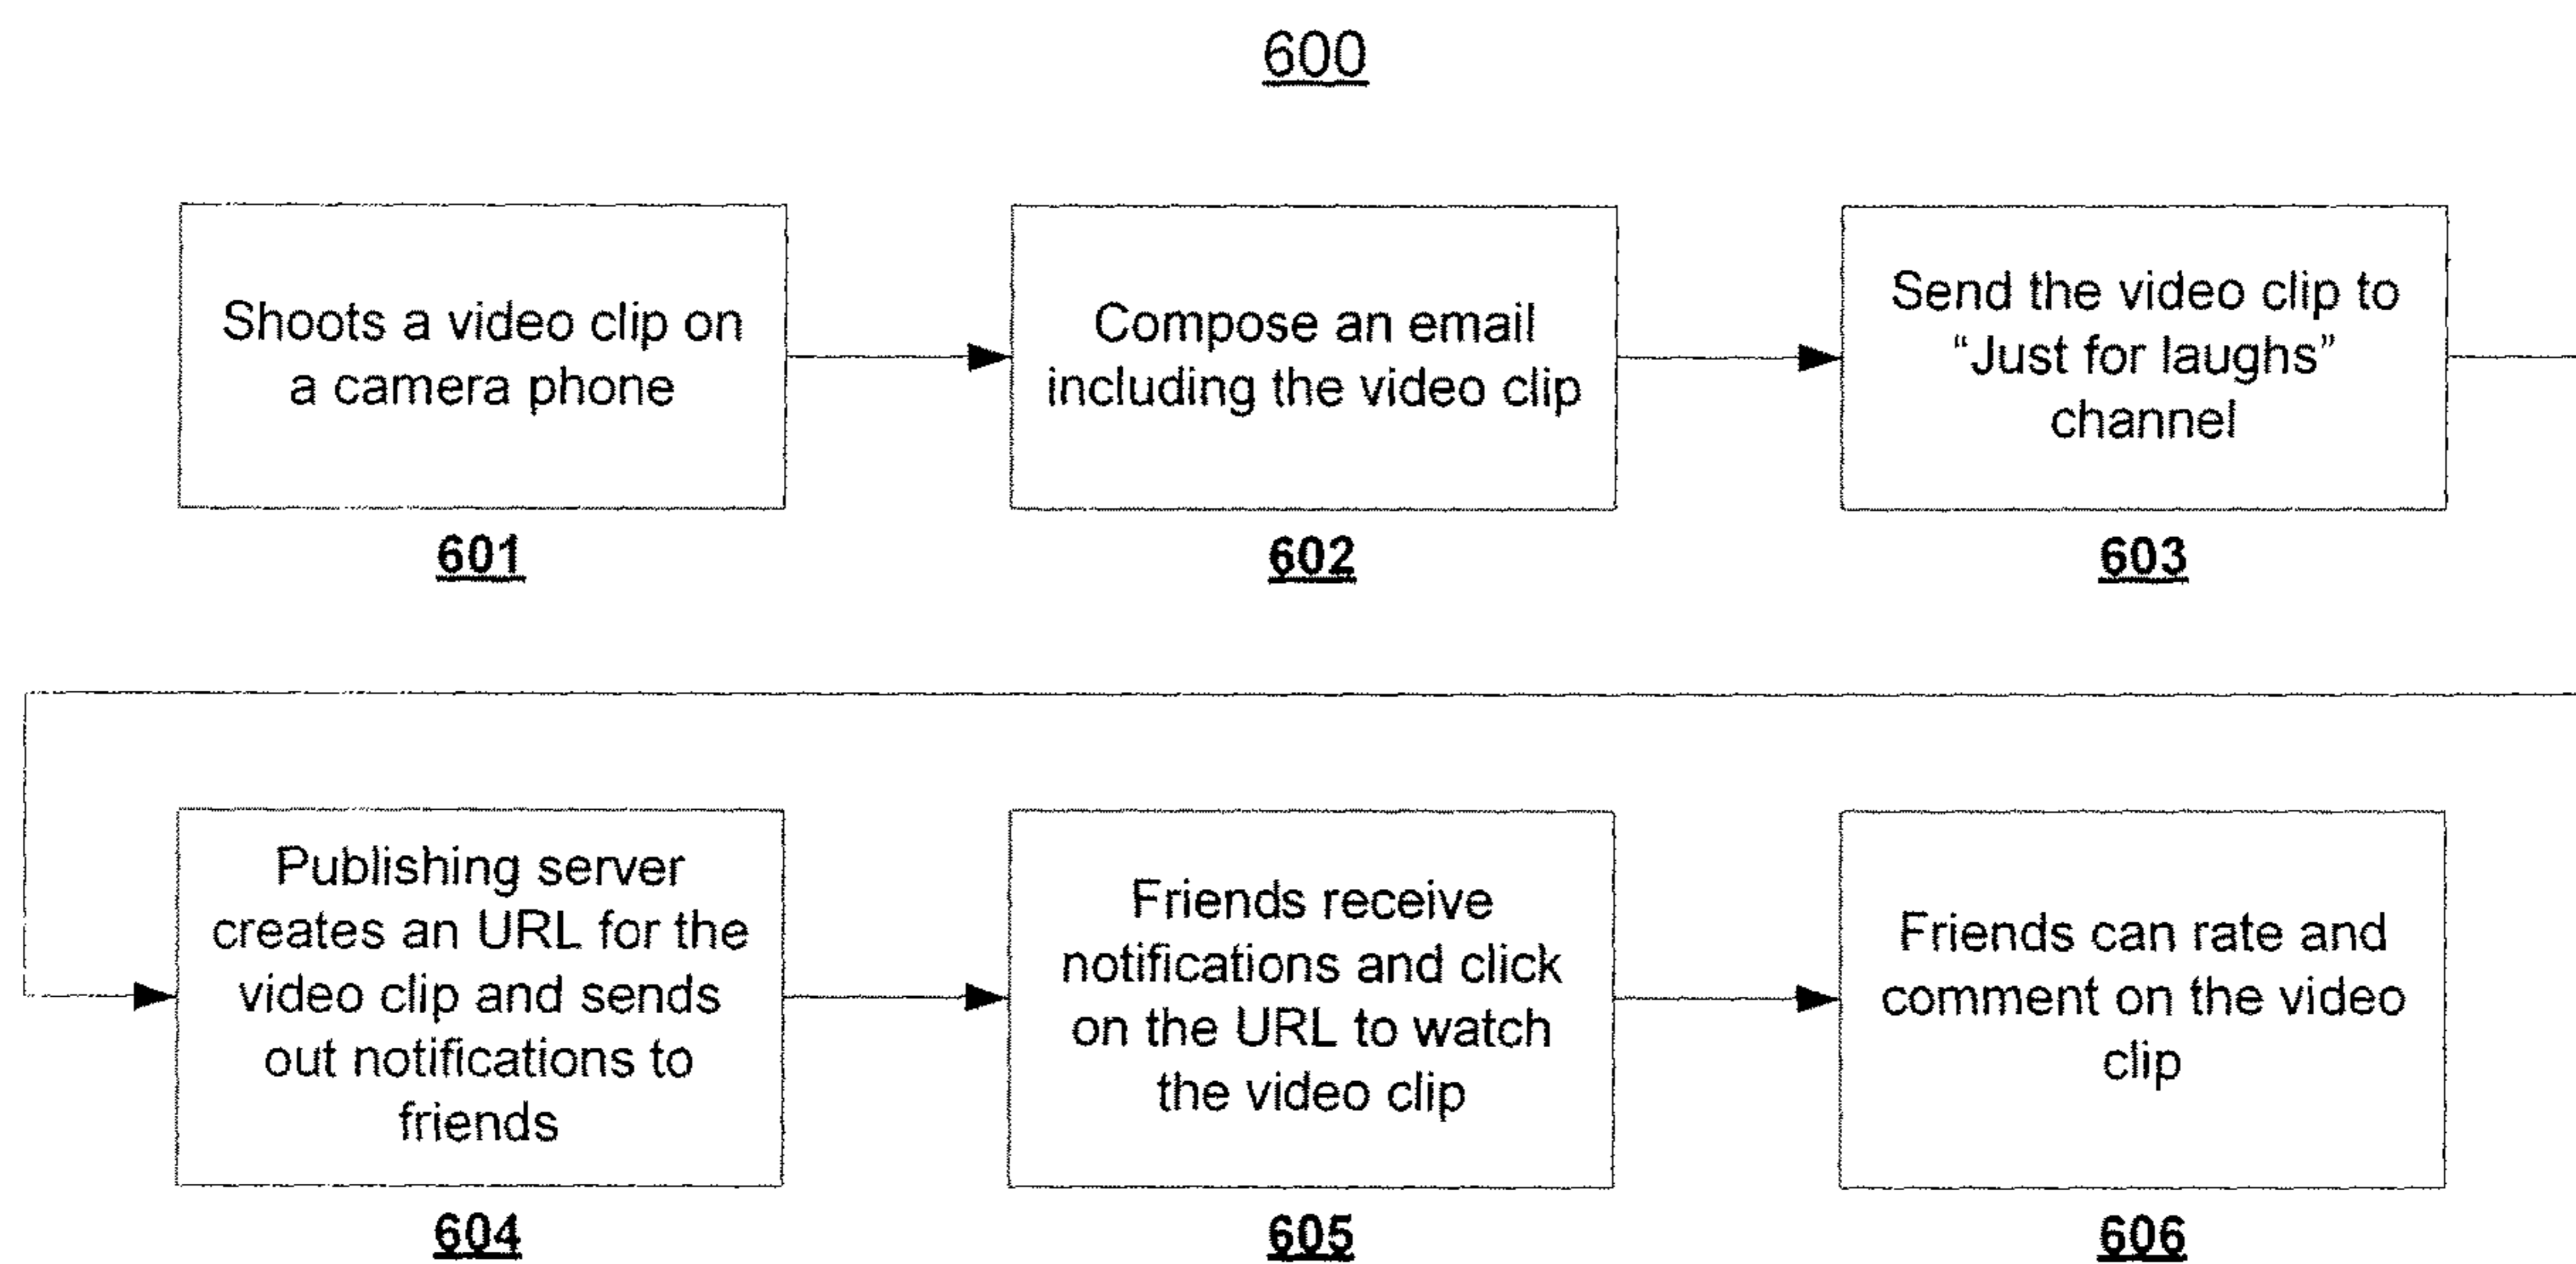 600
Shoots a video clip on
a camera phone
601
Compose an email
including the video clip
602
Send the video clip to
“Just for laughs”
channel
603
Publishing server
creates an URL for the
video clip and sends
out notifications to
friends
604
Friends receive
notifications and click
on the URL to watch
the video clip
605
Friends can rate and
comment on the video
clip
606